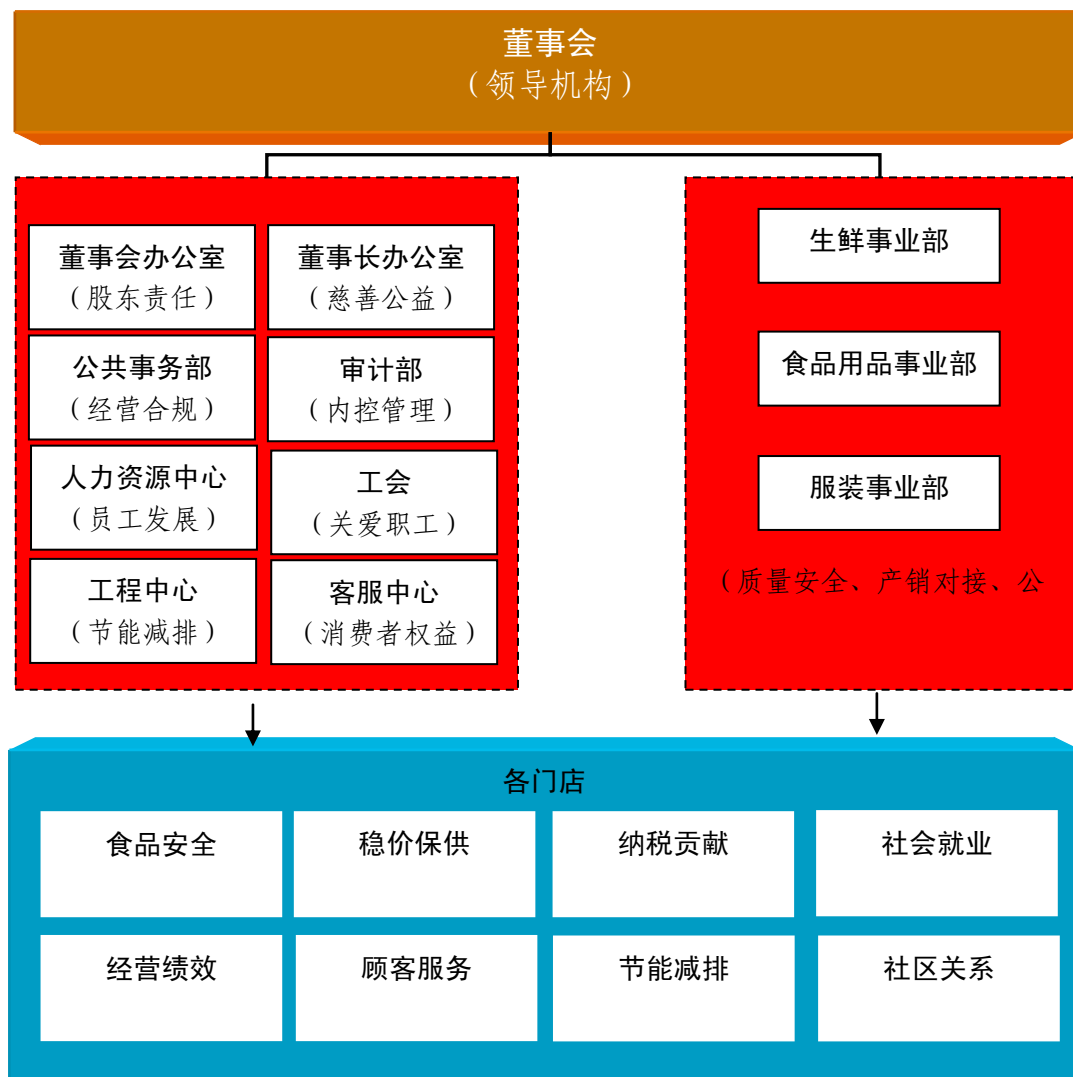 董事会
（领导机构）
董事会办公室
（股东责任）
董事长办公室
（慈善公益）
公共事务部
（经营合规）
审计部
（内控管理）
人力资源中心
（员工发展）
工会
（关爱职工）
工程中心
（节能减排）
客服中心
（消费者权益）
生鲜事业部
食品用品事业部
服装事业部
（质量安全、产销对接、公
各门店
食品安全
稳价保供
纳税贡献
社会就业
经营绩效
顾客服务
节能减排
社区关系